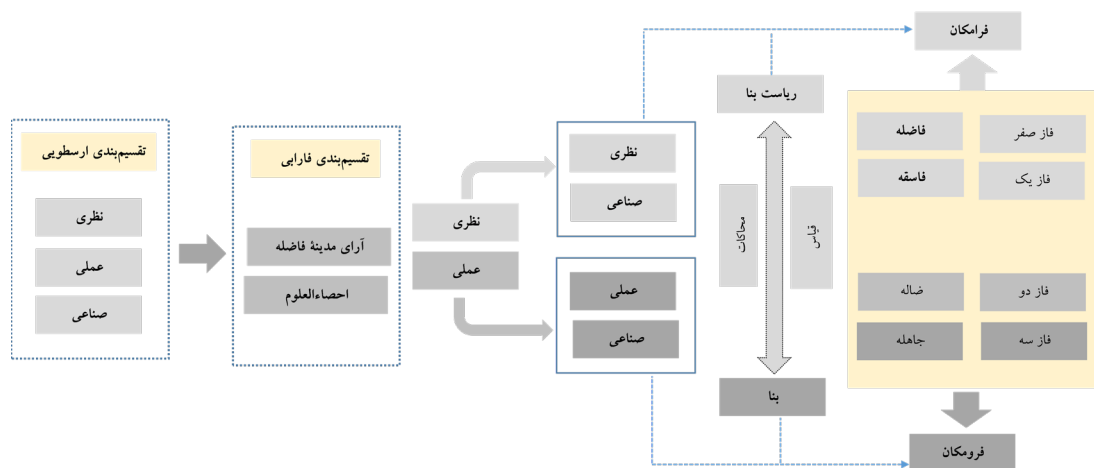 تقسیم‌بندی ارسطویی
نظری
عملی
صناعی
تقسیم‌بندی فارابی
آرای مدینهٔ فاضله
احصاءالعلوم
نظری
عملی
نظری
صناعی
عملی
صناعی
ریاست بنا
محاکات
قیاس
بنا
فرامکان
فاضله
فاز صفر
فاسقه
فاز یک
ضاله
فاز دو
جاهله
فاز سه
فرومکان